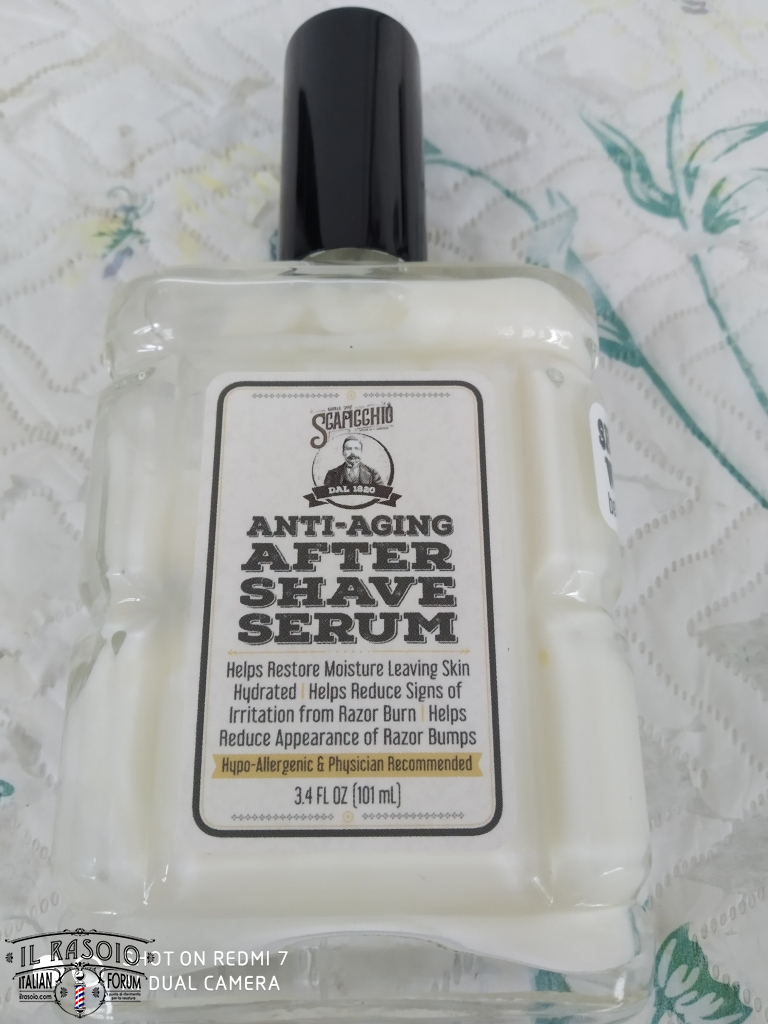 SCAPICCHIO
DAL 1820
ANTI-AGING
AFTER
SHAVE
SERUM
Helps Restore Moisture Leaving Skin
Hydrated | Helps Reduce Signs of
Irritation from Razor Burn | Helps
Reduce Appearance of Razor Bumps
Hypo-Allergenic & Physician Recommended
3.4 FL OZ (101 mL)
IL RASOIO
ITALIAN FORUM
ilrasoio.com
SHOT ON REDMI 7
DUAL CAMERA